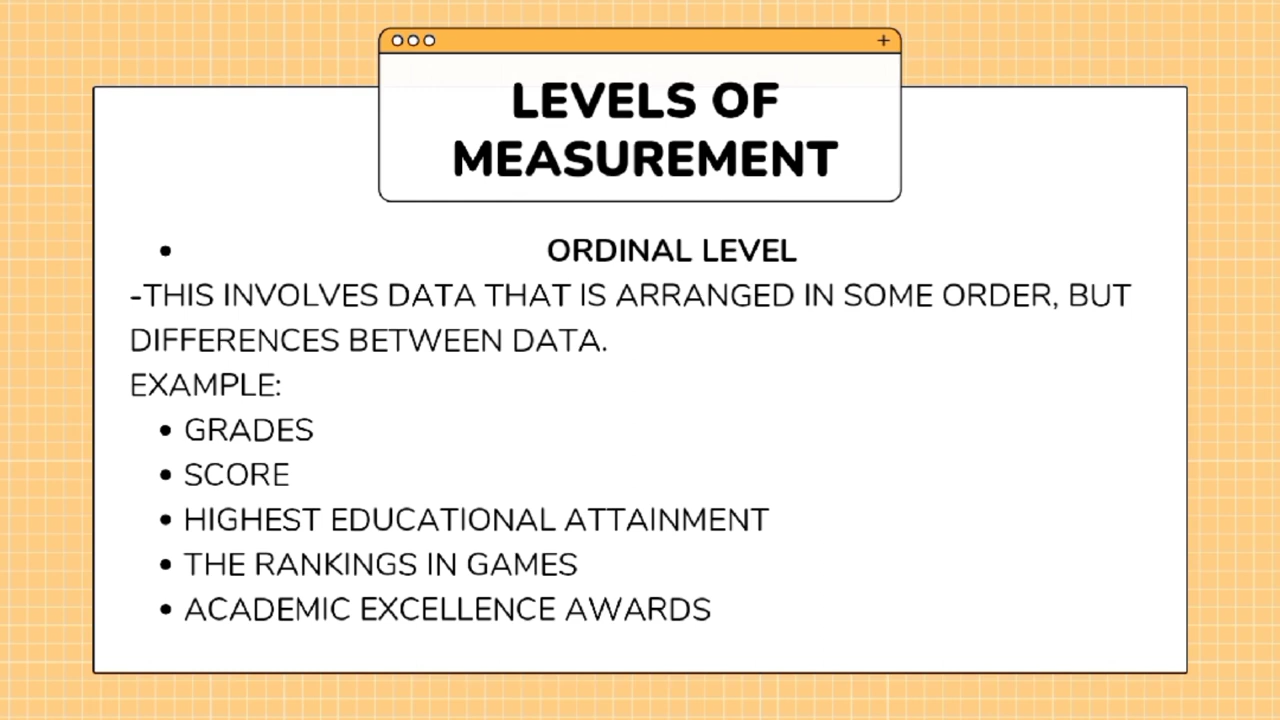 LEVELS OF
MEASUREMENT
• ORDINAL LEVEL
-THIS INVOLVES DATA THAT IS ARRANGED IN SOME ORDER, BUT
DIFFERENCES BETWEEN DATA.
EXAMPLE:
• GRADES
• SCORE
• HIGHEST EDUCATIONAL ATTAINMENT
• THE RANKINGS IN GAMES
• ACADEMIC EXCELLENCE AWARDS